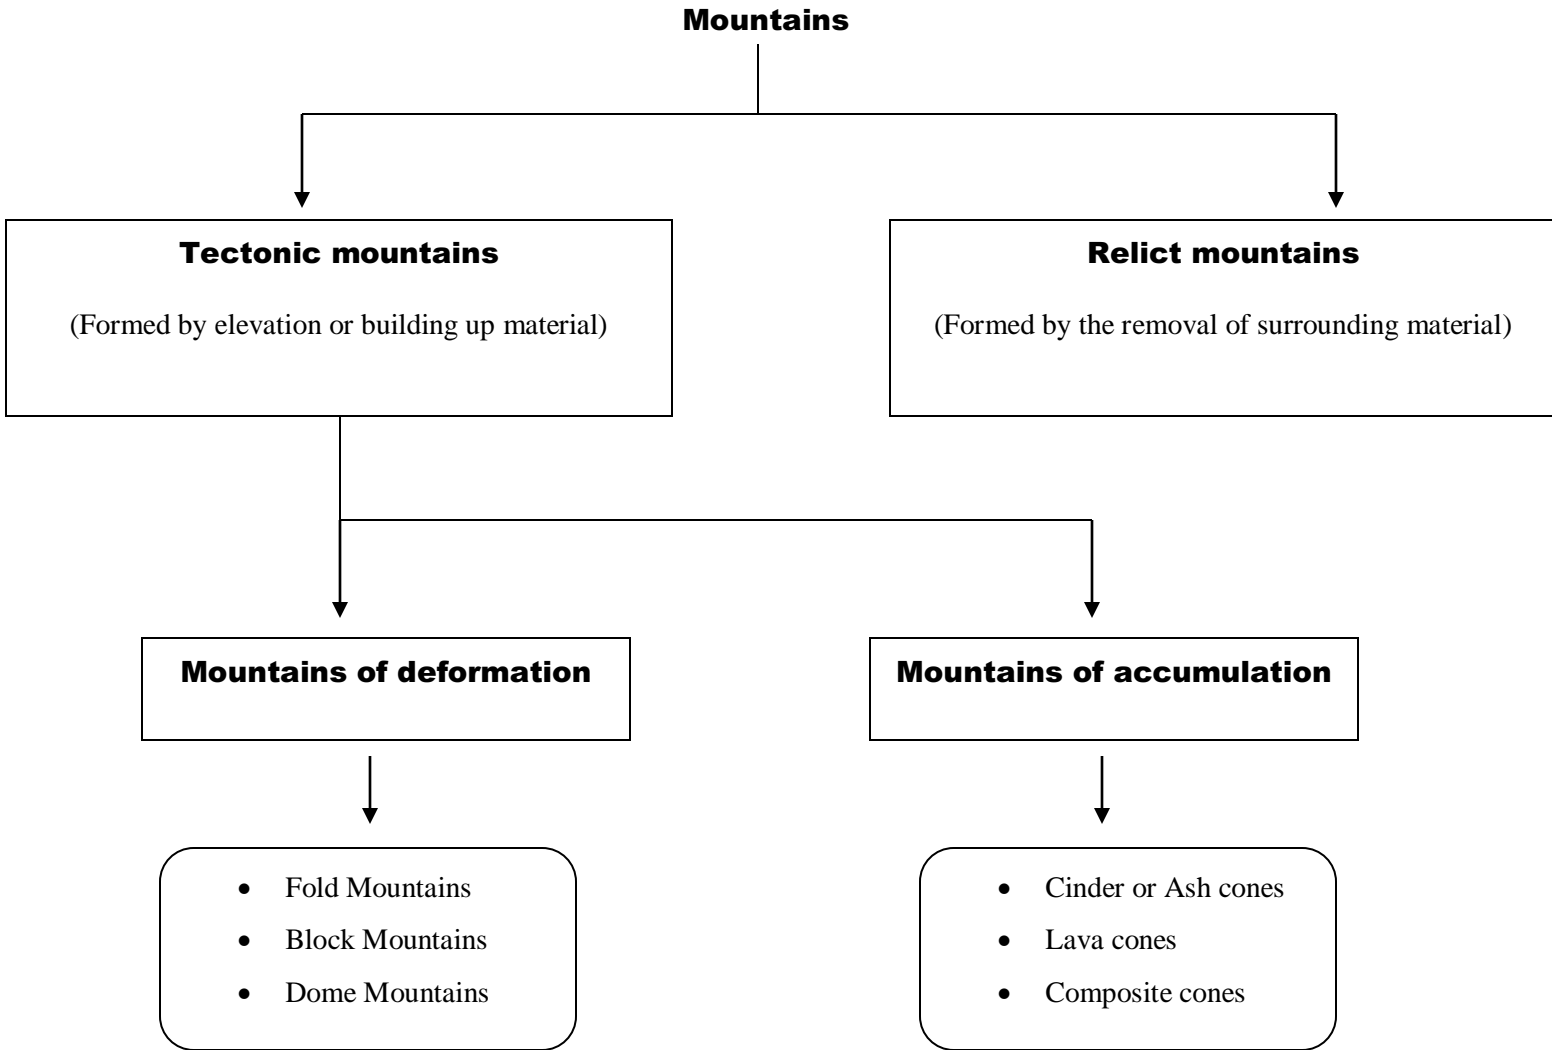 Mountains
Tectonic mountains
(Formed by elevation or building up material)
Relict mountains
(Formed by the removal of surrounding material)
Mountains of deformation
Mountains of accumulation
• Fold Mountains
• Block Mountains
• Dome Mountains
• Cinder or Ash cones
• Lava cones
• Composite cones